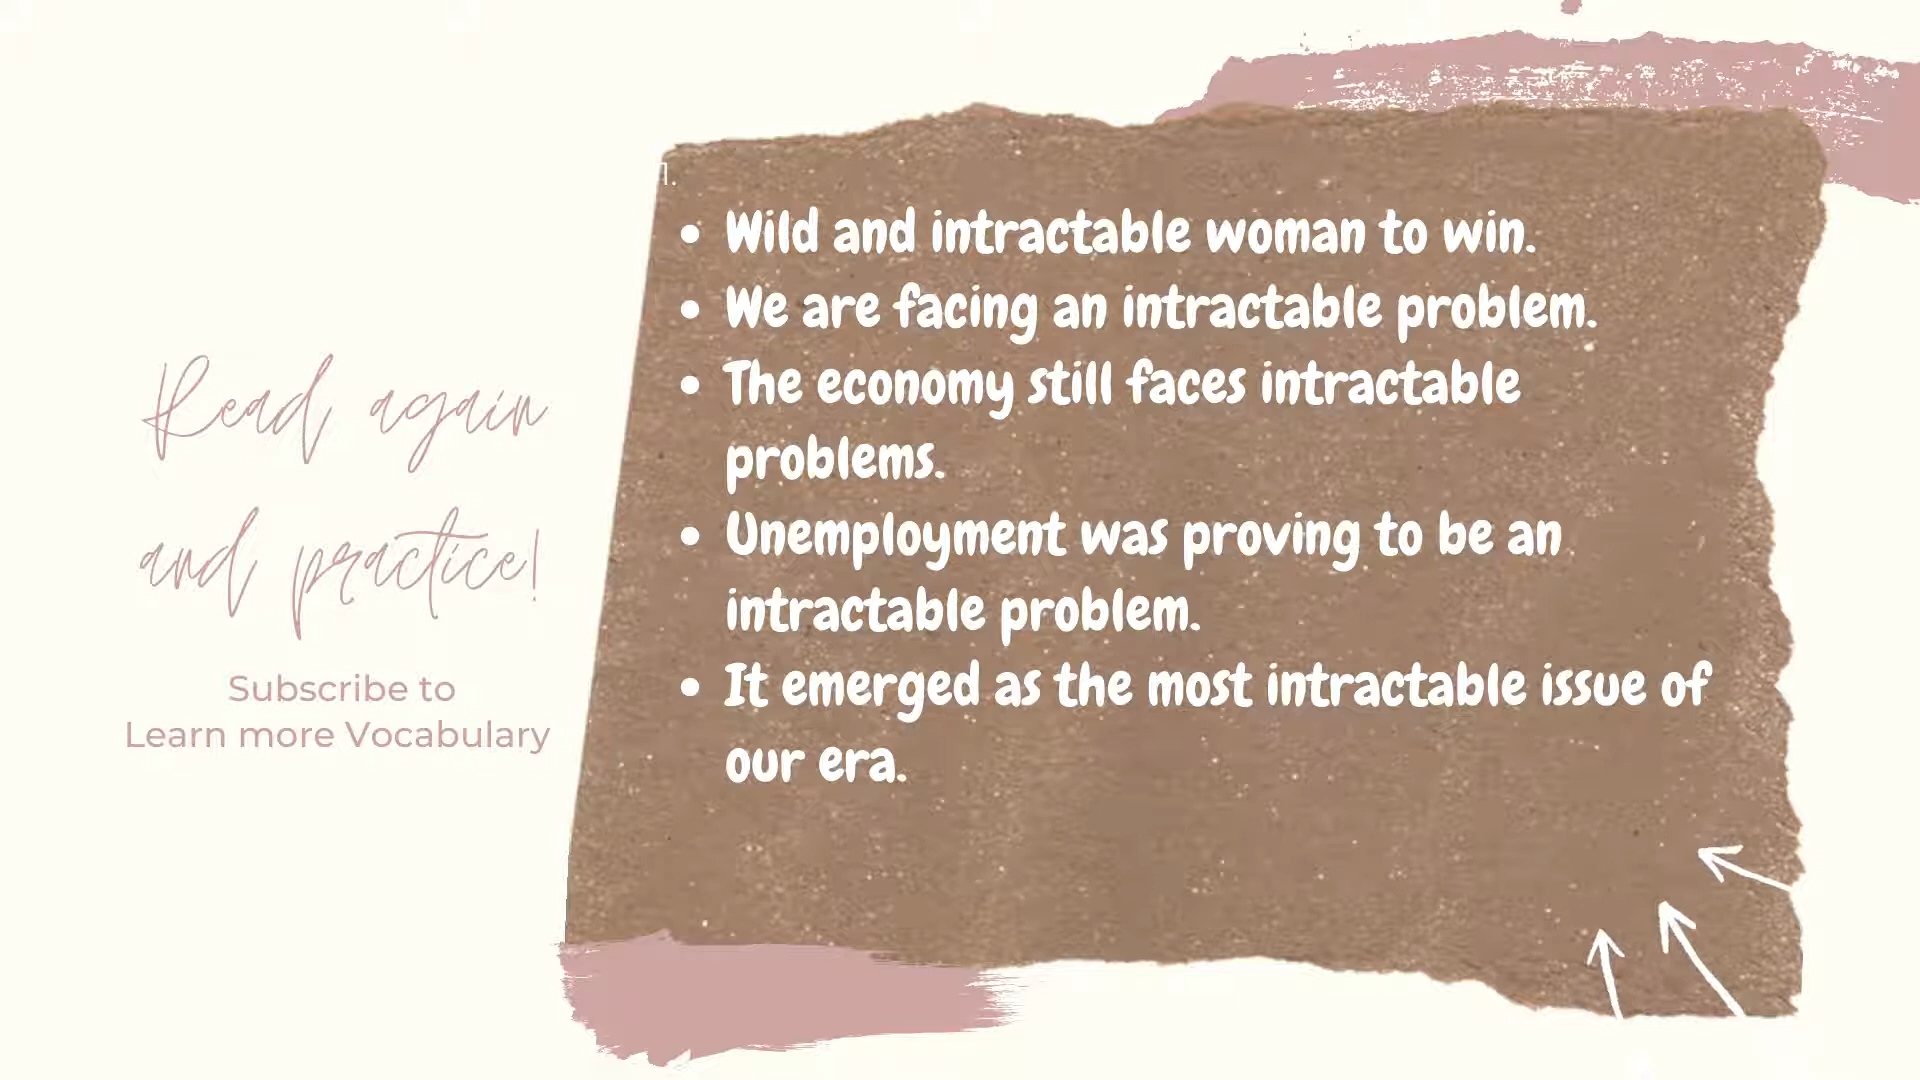 Read again
and practice!
Subscribe to
Learn more Vocabulary
• Wild and intractable woman to win.
• We are facing an intractable problem.
• The economy still faces intractable
problems.
• Unemployment was proving to be an
intractable problem.
• It emerged as the most intractable issue of
our era.